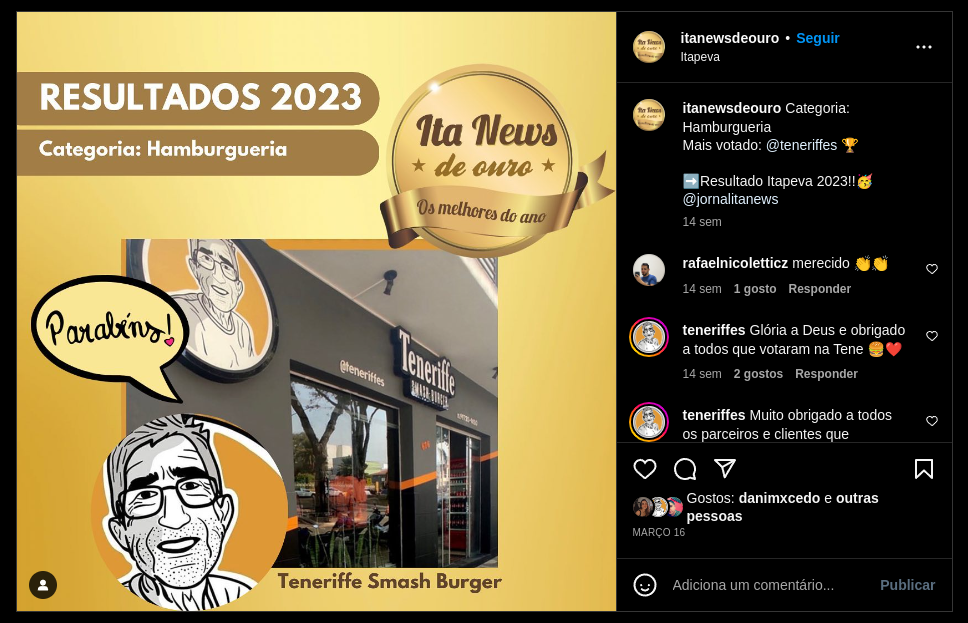 RESULTADOS 2023
Categoria: Hamburgueria
Ita News
de ouro
Os melhores do ano
Parabéns!
@teneriffes
Teneriffe
SMASH BURGER
Teneriffe Smash Burger
itanewsdeouro • Seguir
Itapeva
itanewsdeouro Categoria:
Hamburgueria
Mais votado: @teneriffes 🏆
➡️Resultado Itapeva 2023!!🥳
@jornalitanews
14 sem
rafaelnicoletticz merecido 👏👏
14 sem 1 gosto Responder
teneriffes Glória a Deus e obrigado
a todos que votaram na Tene 🍔❤️
14 sem 2 gostos Responder
teneriffes Muito obrigado a todos
os parceiros e clientes que
Gostos: danimxcedo e outras
pessoas
MARÇO 16
Adiciona um comentário... Publicar